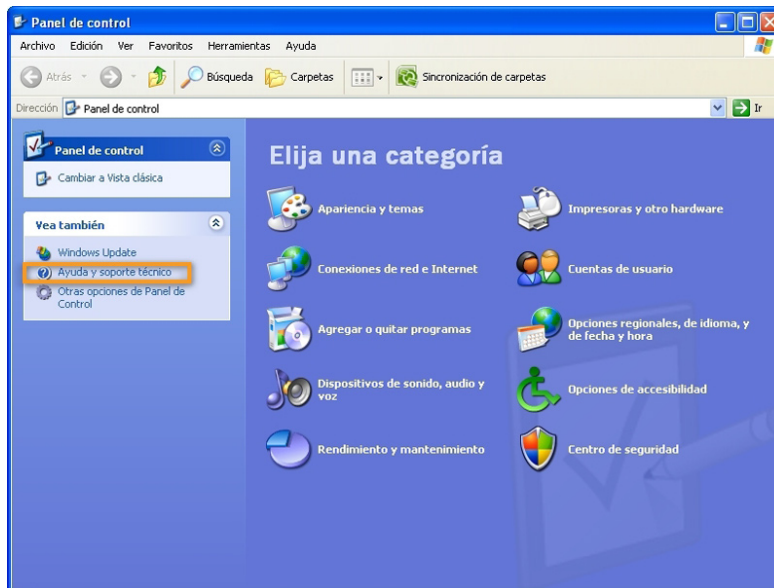 Panel de control
Archivo Edición Ver Favoritos Herramientas Ayuda
Atrás Búsqueda Carpetas Sincronización de carpetas
Dirección Panel de control Ir
Panel de control
Cambiar a Vista clásica
Vea también
Windows Update
Ayuda y soporte técnico
Otras opciones de Panel de
Control
Elija una categoría
Apariencia y temas
Impresoras y otro hardware
Conexiones de red e Internet
Cuentas de usuario
Agregar o quitar programas
Opciones regionales, de idioma, y
de fecha y hora
Dispositivos de sonido, audio y
voz
Opciones de accesibilidad
Rendimiento y mantenimiento
Centro de seguridad